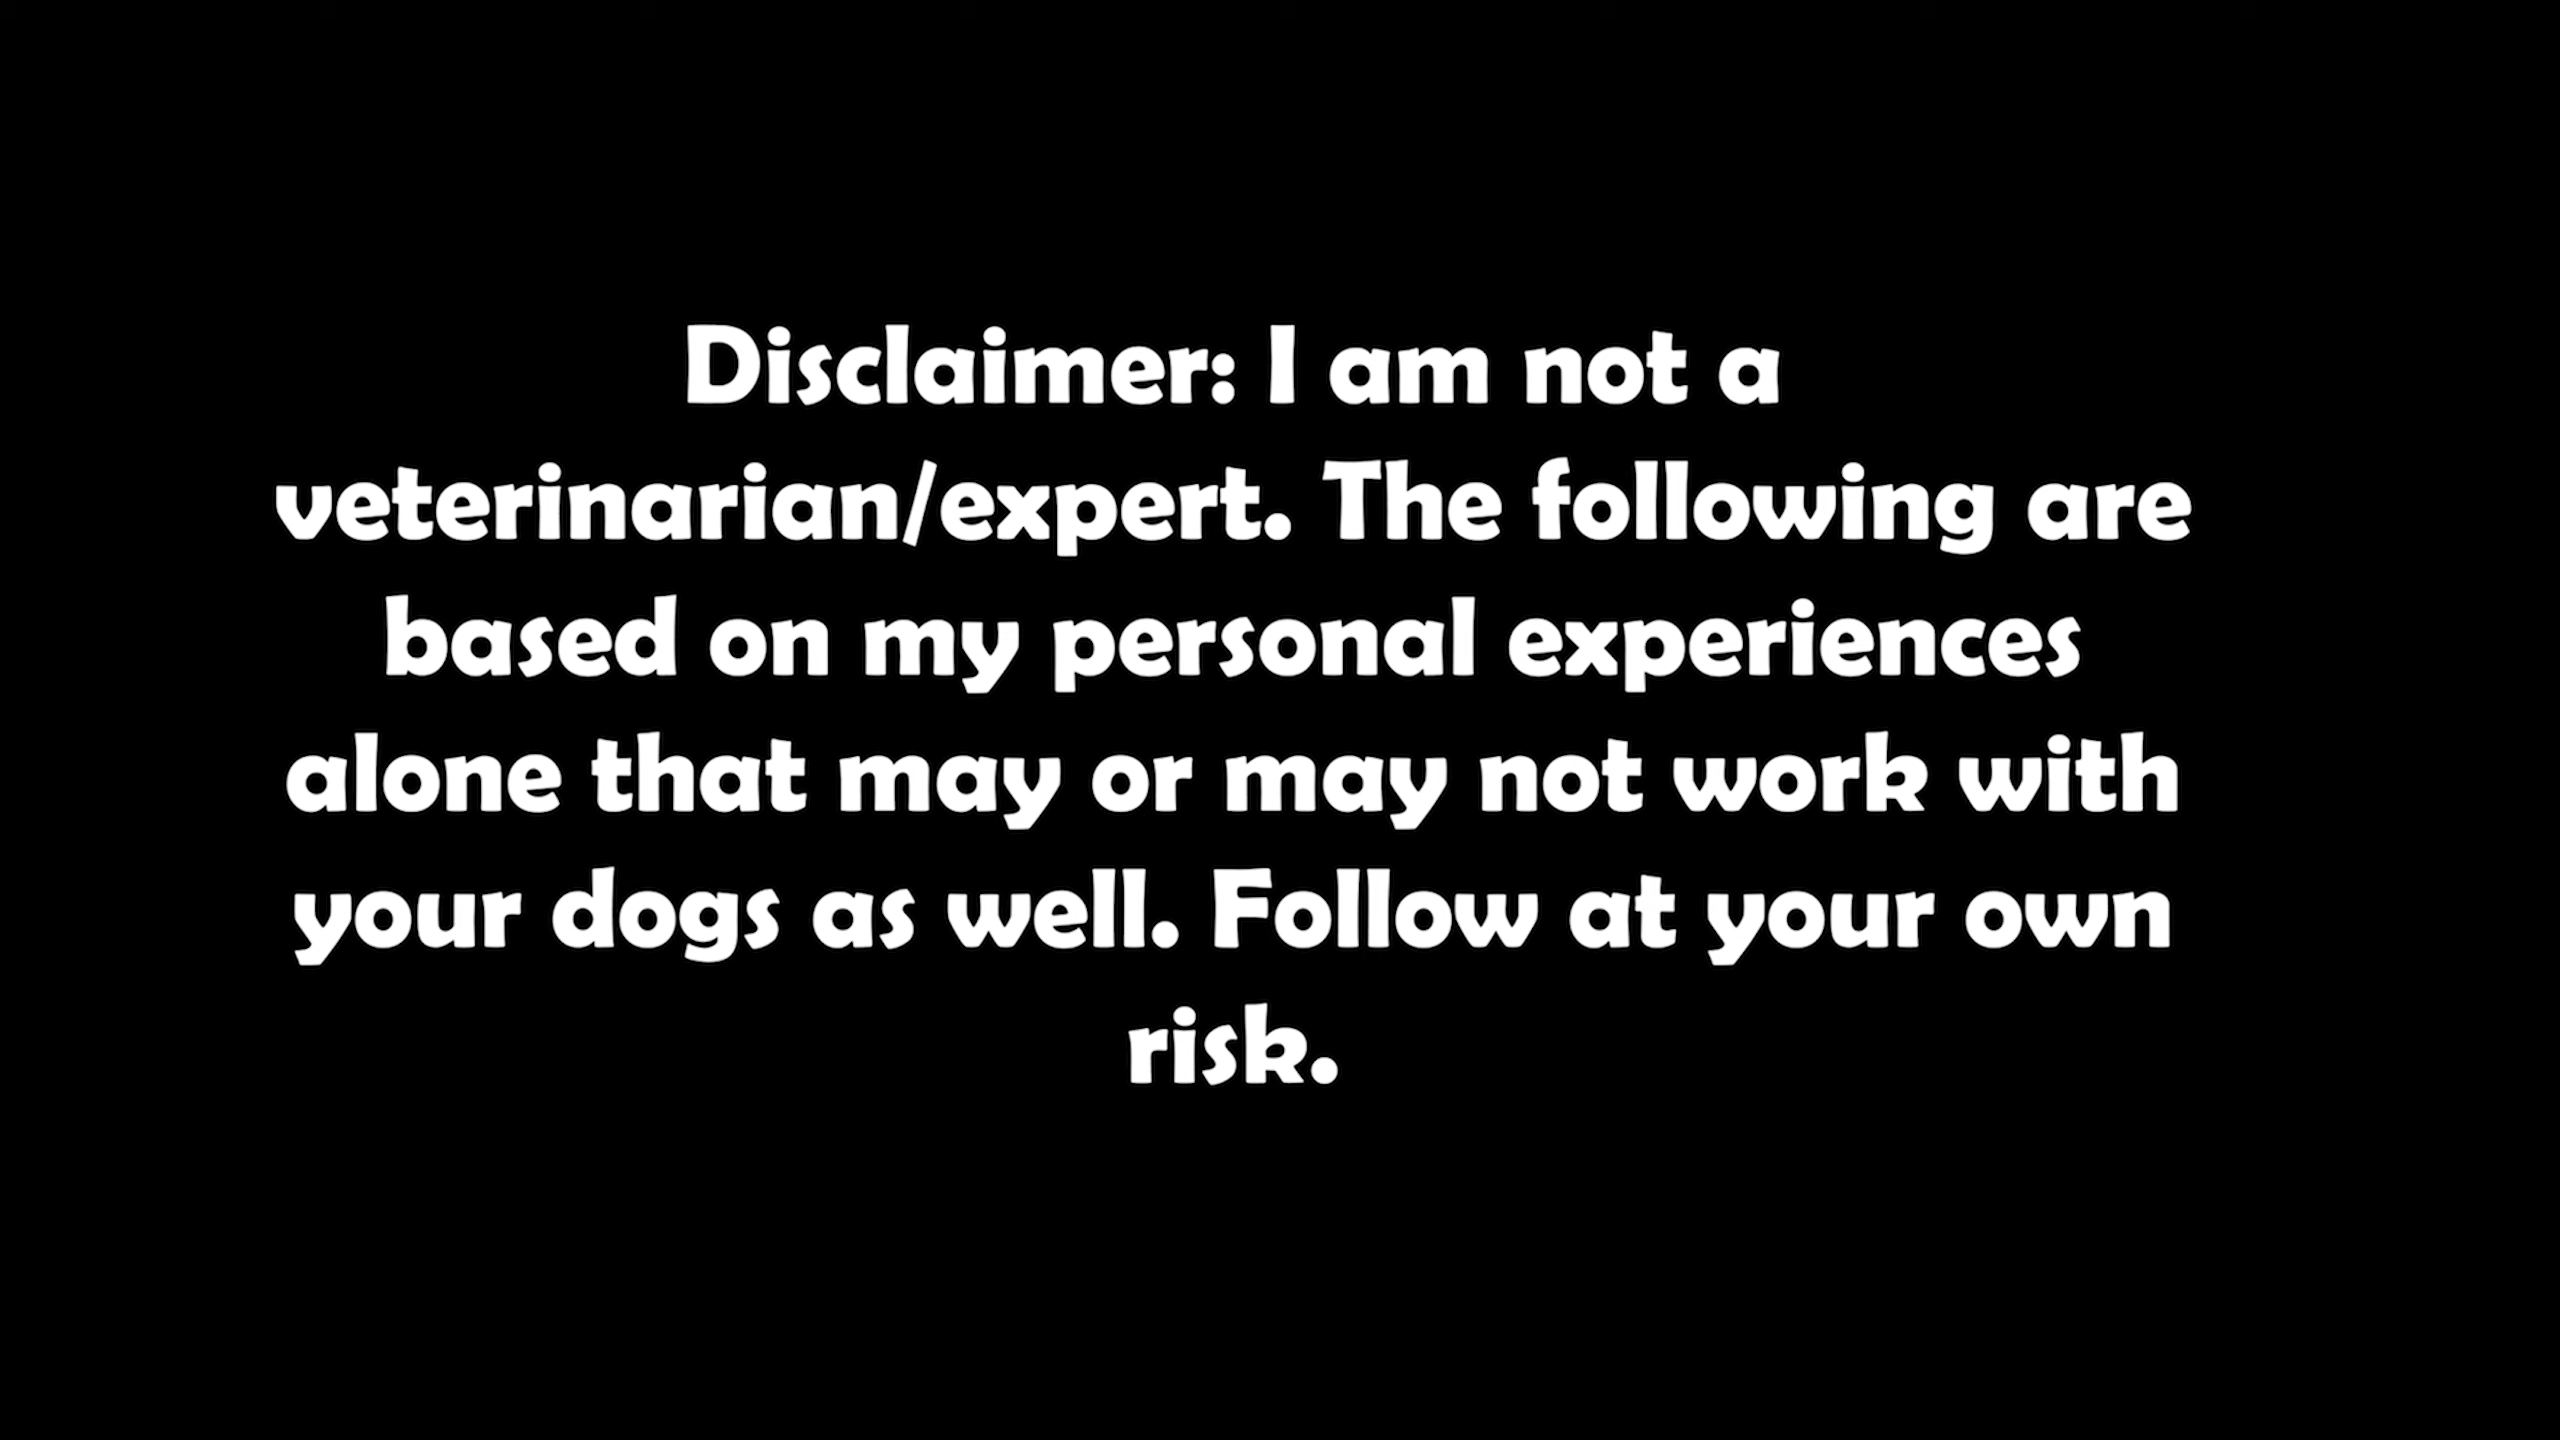 Disclaimer: I am not a
veterinarian/expert. The following are
based on my personal experiences
alone that may or may not work with
your dogs as well. Follow at your own
risk.